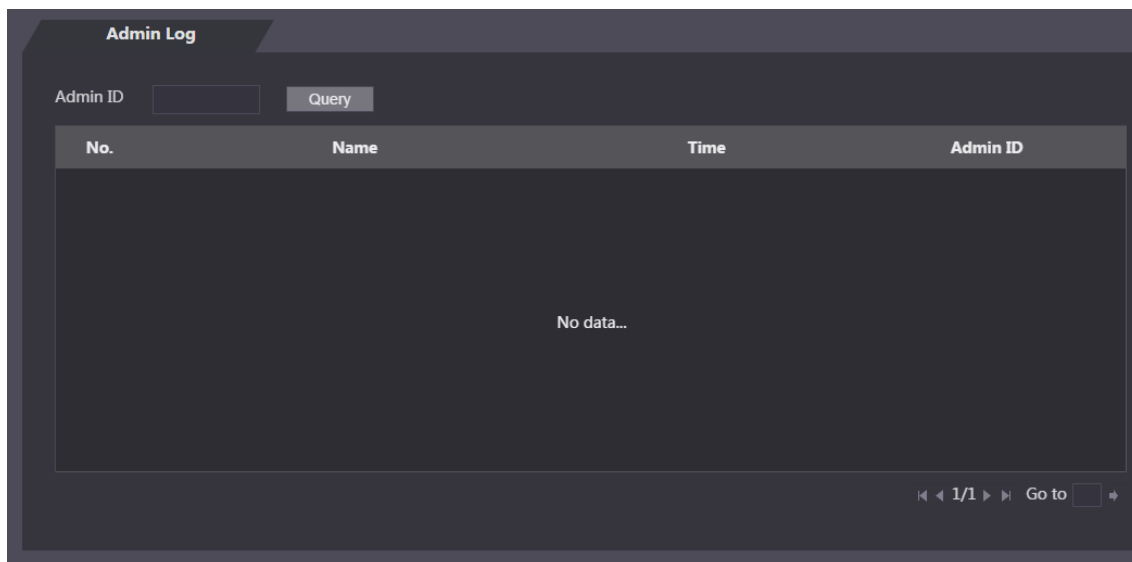 Admin Log
Admin ID Query
No. Name Time Admin ID
No data...
1/1 Go to